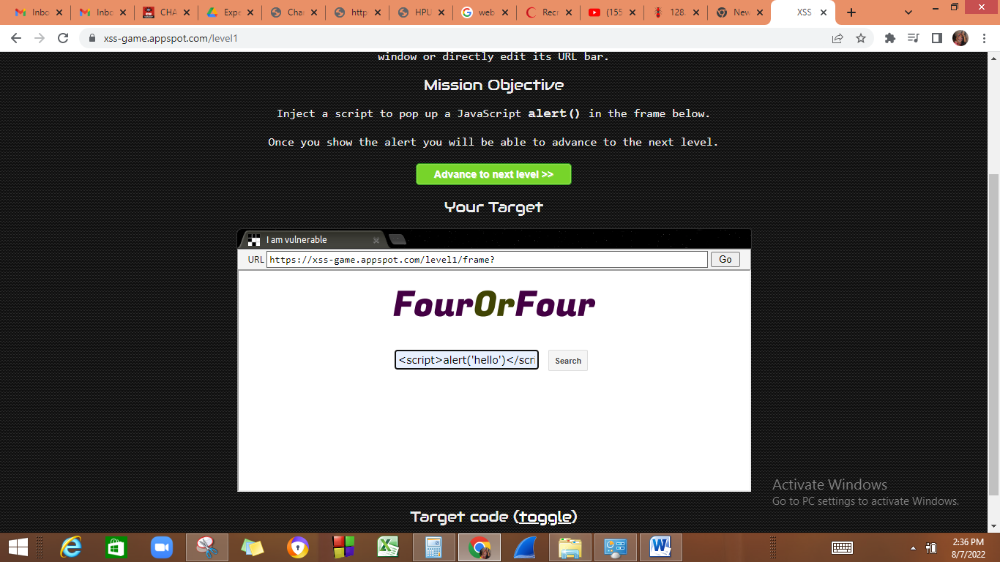 Inbo
Inbo
CHA
Expe
Chai
http
HPU
web
Recr
(155
128.
New
XSS
xss-game.appspot.com/level1
window or directly edit its URL bar.
Mission Objective
Inject a script to pop up a JavaScript alert() in the frame below.
Once you show the alert you will be able to advance to the next level.
Advance to next level >>
Your Target
I am vulnerable
URL https://xss-game.appspot.com/level1/frame? Go
FourOrFour
<script>alert('hello')</scri Search
Activate Windows
Go to PC settings to activate Windows.
Target code (toggle)
2:36 PM
8/7/2022